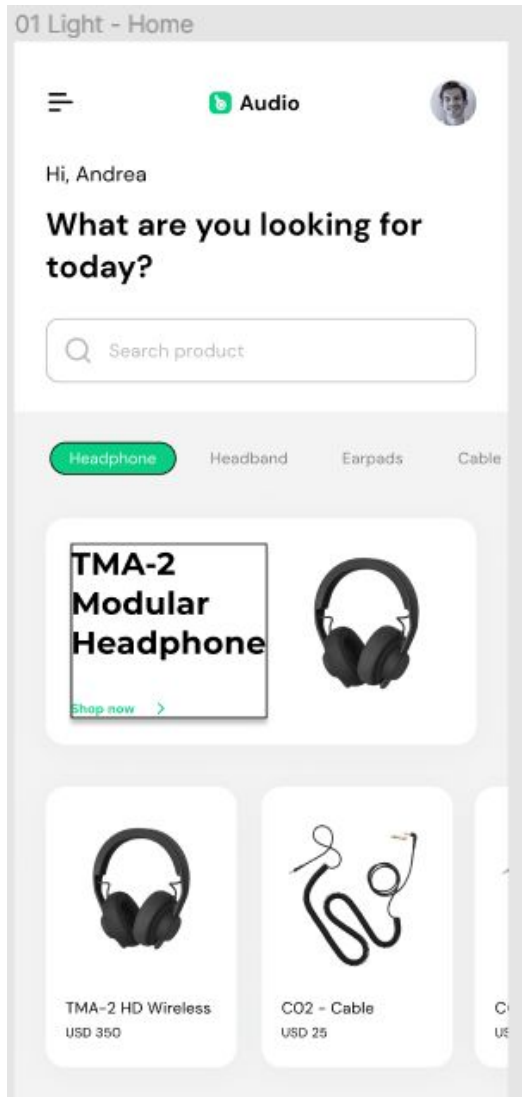 01 Light - Home
Audio
Hi, Andrea
What are you looking for
today?
Search product
Headphone Headband Earpads Cable
TMA-2
Modular
Headphone
Shop now
TMA-2 HD Wireless
USD 350
CO2 - Cable
USD 25